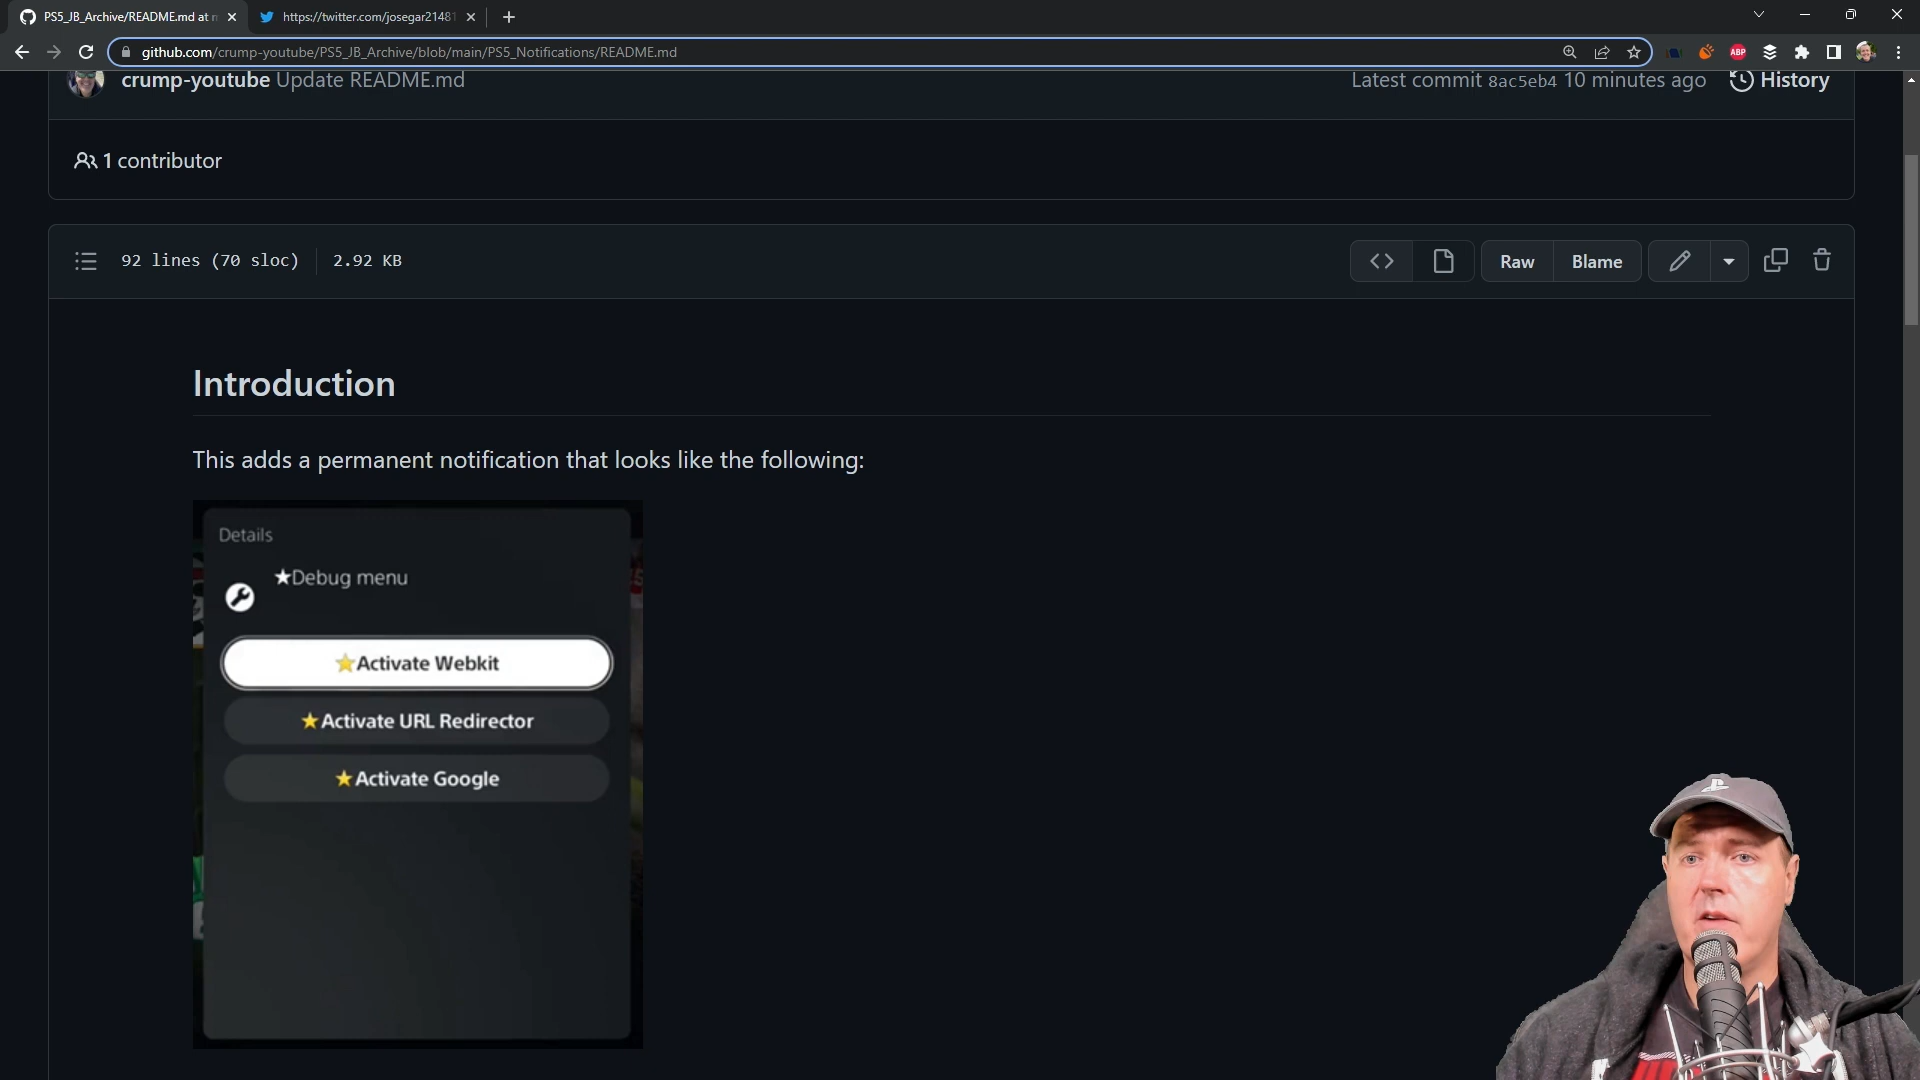 PS5_JB_Archive/README.md at m
https://twitter.com/josegar21481
github.com/crump-youtube/PS5_JB_Archive/blob/main/PS5_Notifications/README.md
ABP
crump-youtube Update README.md
Latest commit 8ac5eb4 10 minutes ago
History
1 contributor
92 lines (70 sloc)
2.92 KB
Raw
Blame
Introduction
This adds a permanent notification that looks like the following:
Details
★Debug menu
⭐Activate Webkit
⭐Activate URL Redirector
⭐Activate Google